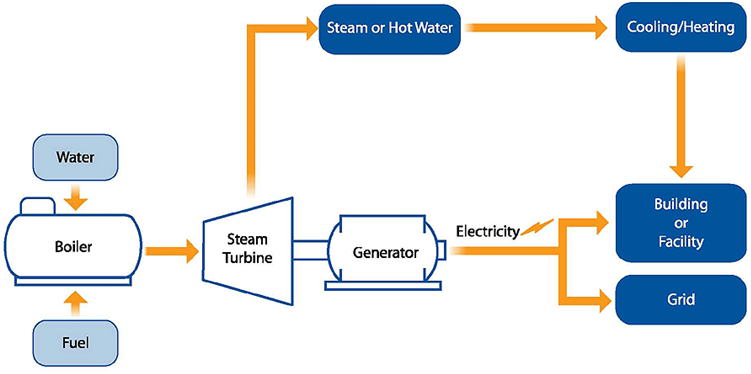 Steam or Hot Water
Cooling/Heating
Water
Boiler
Fuel
Steam
Turbine
Generator
Electricity
Building
or
Facility
Grid